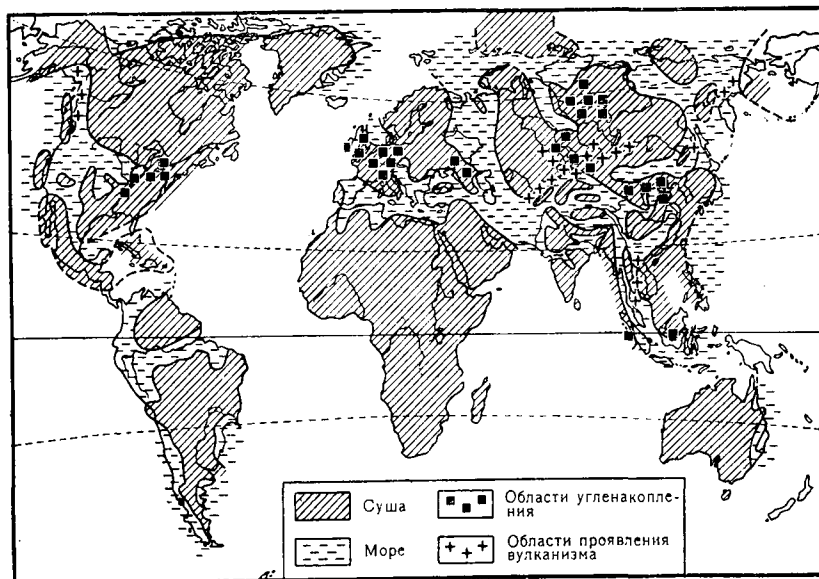 Суша
Области угленакопле-
ния
Море
Области проявления
вулканизма